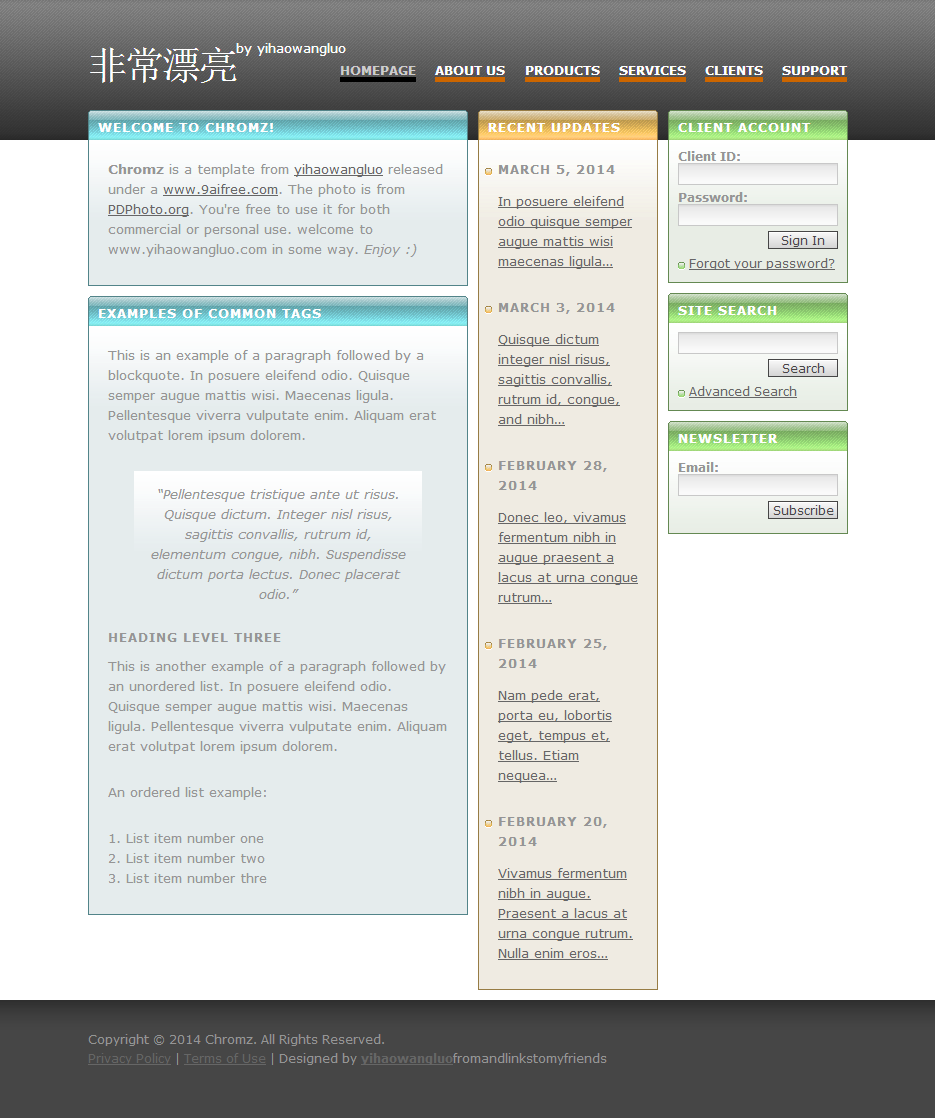 非常漂亮by yihaowangluo
HOMEPAGE ABOUT US PRODUCTS SERVICES CLIENTS SUPPORT
WELCOME TO CHROMZ!
Chromz is a template from yihaowangluo released
under a www.9aifree.com. The photo is from
PDPhoto.org. You're free to use it for both
commercial or personal use. welcome to
www.yihaowangluo.com in some way. Enjoy :)
EXAMPLES OF COMMON TAGS
This is an example of a paragraph followed by a
blockquote. In posuere eleifend odio. Quisque
semper augue mattis wisi. Maecenas ligula.
Pellentesque viverra vulputate enim. Aliquam erat
volutpat lorem ipsum dolorem.
“Pellentesque tristique ante ut risus.
Quisque dictum. Integer nisl risus,
sagittis convallis, rutrum id,
elementum congue, nibh. Suspendisse
dictum porta lectus. Donec placerat
odio.”
HEADING LEVEL THREE
This is another example of a paragraph followed by
an unordered list. In posuere eleifend odio.
Quisque semper augue mattis wisi. Maecenas
ligula. Pellentesque viverra vulputate enim. Aliquam
erat volutpat lorem ipsum dolorem.
An ordered list example:
1. List item number one
2. List item number two
3. List item number thre
RECENT UPDATES
MARCH 5, 2014
In posuere eleifend
odio quisque semper
augue mattis wisi
maecenas ligula...
MARCH 3, 2014
Quisque dictum
integer nisl risus,
sagittis convallis,
rutrum id, congue,
and nibh...
FEBRUARY 28,
2014
Donec leo, vivamus
fermentum nibh in
augue praesent a
lacus at urna congue
rutrum...
FEBRUARY 25,
2014
Nam pede erat,
porta eu, lobortis
eget, tempus et,
tellus. Etiam
nequea...
FEBRUARY 20,
2014
Vivamus fermentum
nibh in augue.
Praesent a lacus at
urna congue rutrum.
Nulla enim eros...
CLIENT ACCOUNT
Client ID:
Password:
Sign In
Forgot your password?
SITE SEARCH
Search
Advanced Search
NEWSLETTER
Email:
Subscribe
Copyright © 2014 Chromz. All Rights Reserved.
Privacy Policy | Terms of Use | Designed by yihaowangluofromandlinkstomyfriends